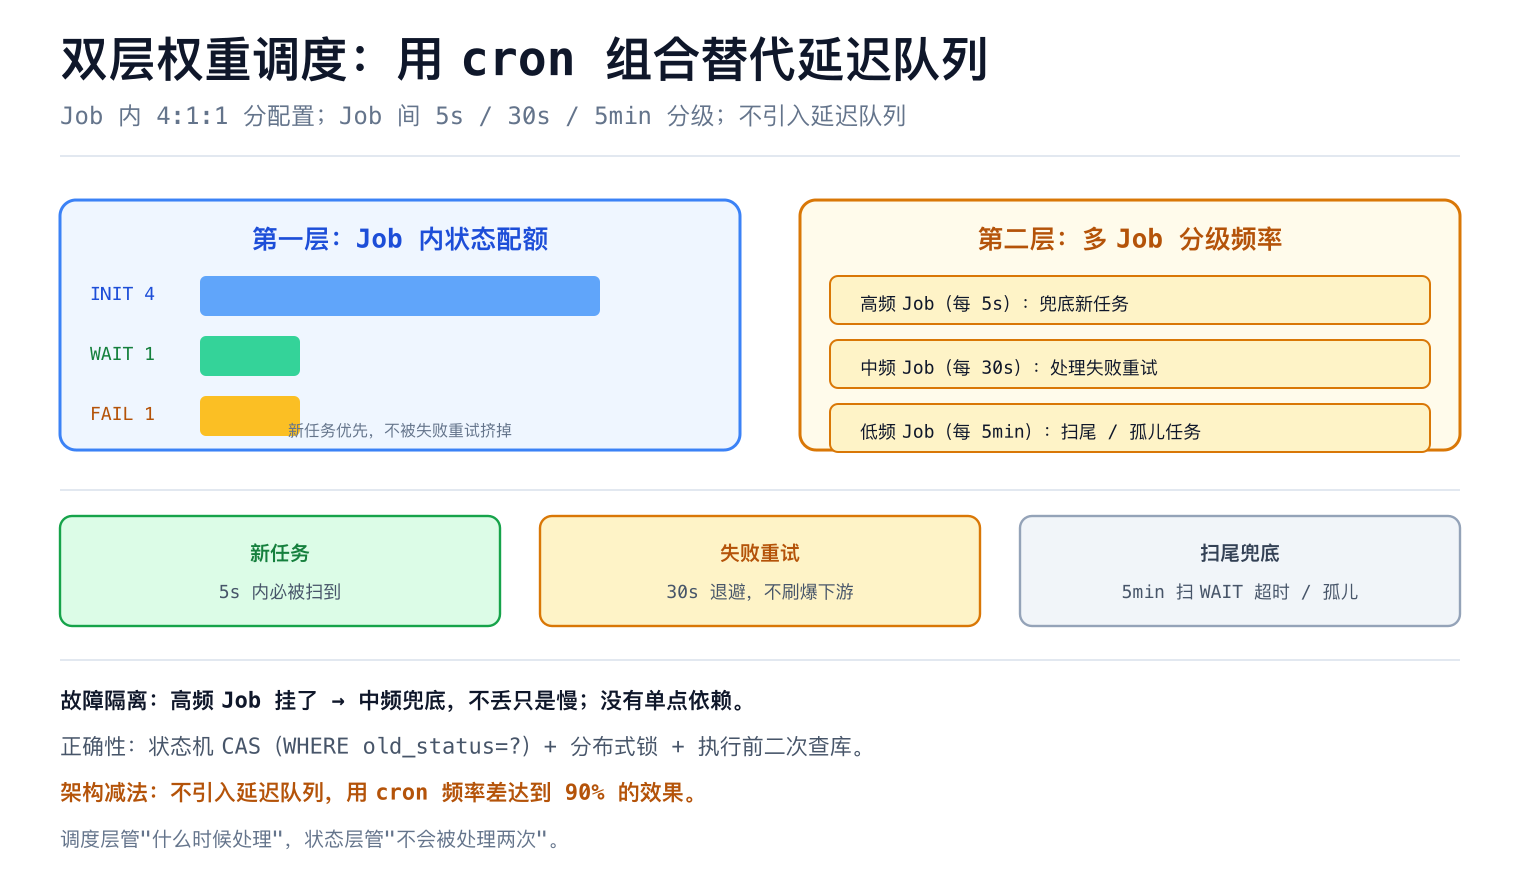 双层权重调度：用 cron 组合替代延迟队列
Job 内 4:1:1 分配置；Job 间 5s / 30s / 5min 分级；不引入延迟队列
第一层：Job 内状态配额
INIT 4
WAIT 1
FAIL 1
新任务优先，不被失败重试挤掉
第二层：多 Job 分级频率
高频 Job（每 5s）：兜底新任务
中频 Job（每 30s）：处理失败重试
低频 Job（每 5min）：扫尾 / 孤儿任务
新任务
5s 内必被扫到
失败重试
30s 退避，不刷爆下游
扫尾兜底
5min 扫 WAIT 超时 / 孤儿
故障隔离：高频 Job 挂了 → 中频兜底，不丢只是慢；没有单点依赖。
正确性：状态机 CAS（WHERE old_status=?）+ 分布式锁 + 执行前二次查库。
架构减法：不引入延迟队列，用 cron 频率差达到 90% 的效果。
调度层管"什么时候处理"，状态层管"不会被处理两次"。